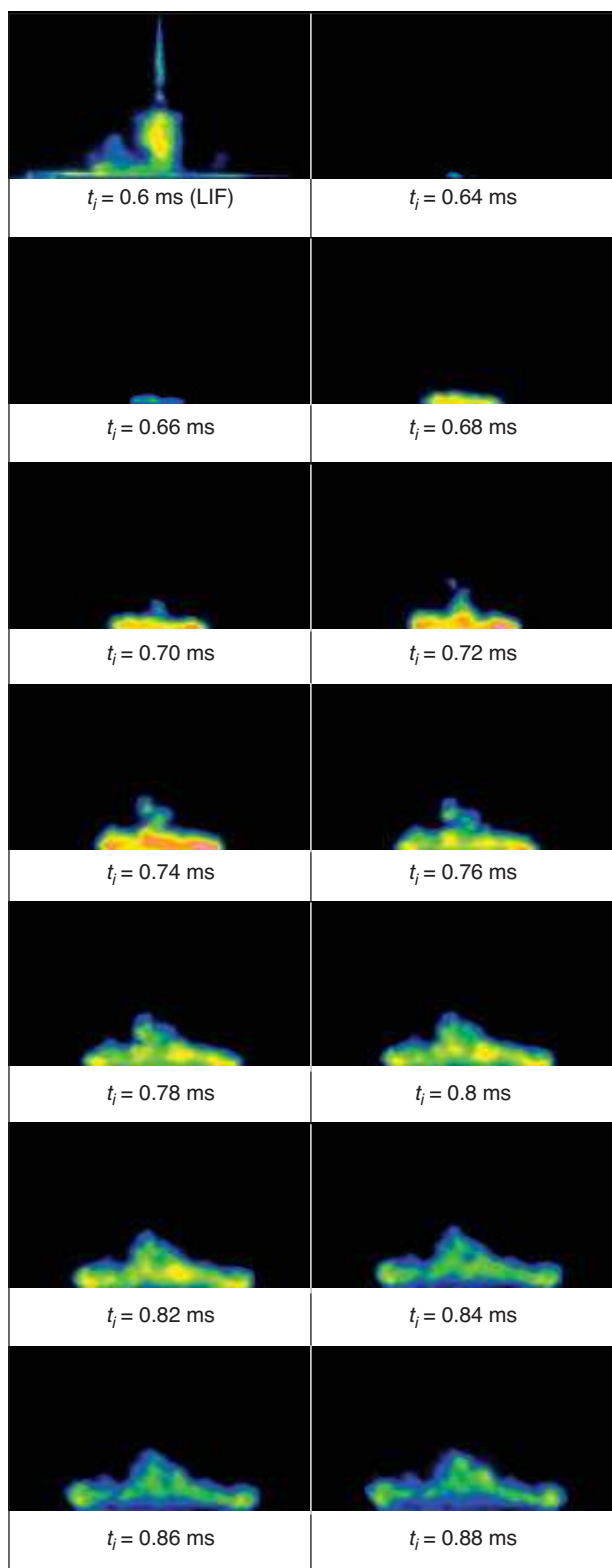 t_i = 0.6 ms (LIF)
t_i = 0.64 ms
t_i = 0.66 ms
t_i = 0.68 ms
t_i = 0.70 ms
t_i = 0.72 ms
t_i = 0.74 ms
t_i = 0.76 ms
t_i = 0.78 ms
t_i = 0.8 ms
t_i = 0.82 ms
t_i = 0.84 ms
t_i = 0.86 ms
t_i = 0.88 ms